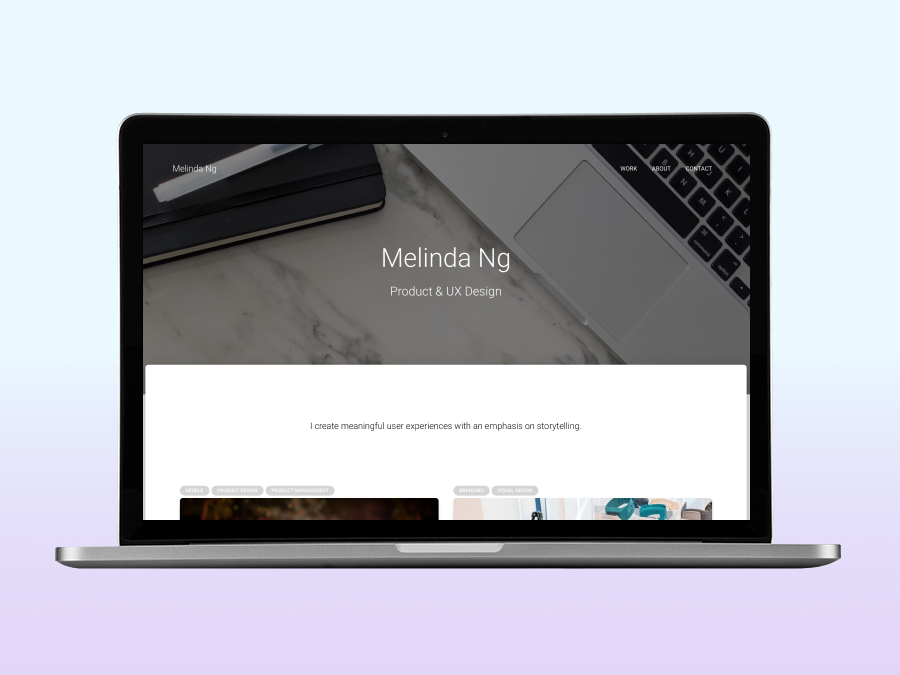 Melinda Ng
WORK ABOUT CONTACT
Melinda Ng
Product & UX Design
I create meaningful user experiences with an emphasis on storytelling.
MOBILE PRODUCT DESIGN PRODUCT MANAGEMENT
BRANDING VISUAL DESIGN